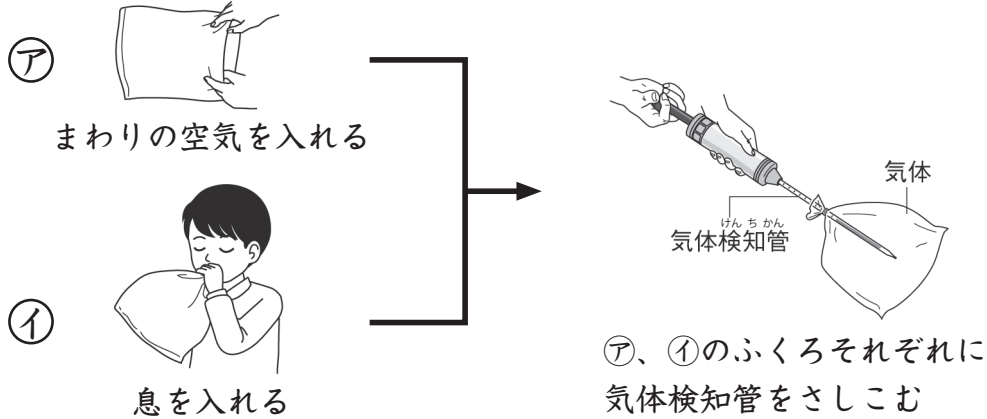 ㋐
まわりの空気を入れる
㋑
息を入れる
気体
けんちかん
気体検知管
㋐、㋑のふくろそれぞれに
気体検知管をさしこむ